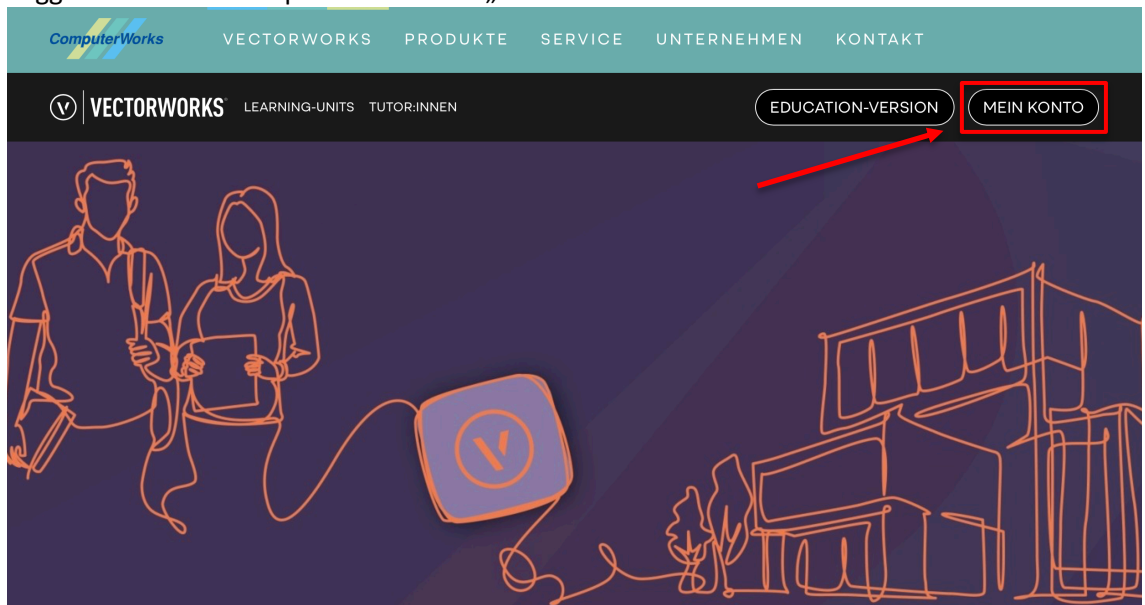 ComputerWorks VECTORWORKS PRODUKTE SERVICE UNTERNEHMEN KONTAKT
VECTORWORKS LEARNING-UNITS TUTOR:INNEN EDUCATION-VERSION MEIN KONTO